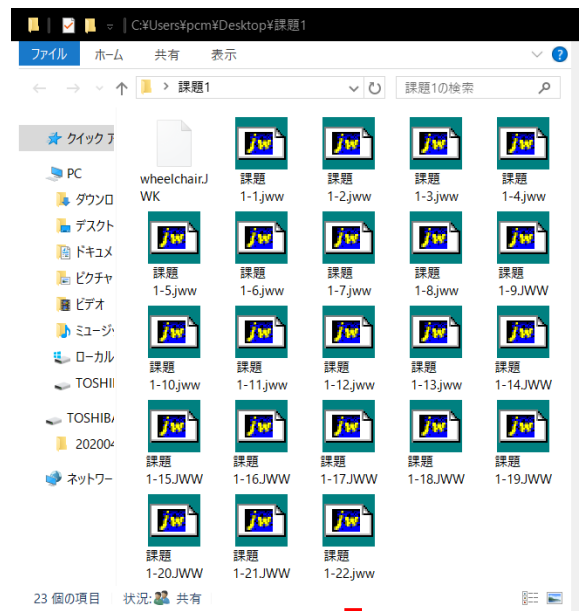 C:¥Users¥pcm¥Desktop¥課題1
ファイル ホーム 共有 表示
課題1 課題1の検索
クイック ア
PC
ダウンロ
デスクト
ドキュメ
ピクチャ
ビデオ
ミュージ
ローカル
TOSHI
TOSHIBA
202004
ネットワー
wheelchair.J
WK
課題
1-1.jww
課題
1-2.jww
課題
1-3.jww
課題
1-4.jww
課題
1-5.jww
課題
1-6.jww
課題
1-7.jww
課題
1-8.jww
課題
1-9.JWW
課題
1-10.jww
課題
1-11.jww
課題
1-12.jww
課題
1-13.jww
課題
1-14.JWW
課題
1-15.JWW
課題
1-16.JWW
課題
1-17.JWW
課題
1-18.JWW
課題
1-19.JWW
課題
1-20.JWW
課題
1-21.JWW
課題
1-22.jww
23 個の項目 状況: 共有